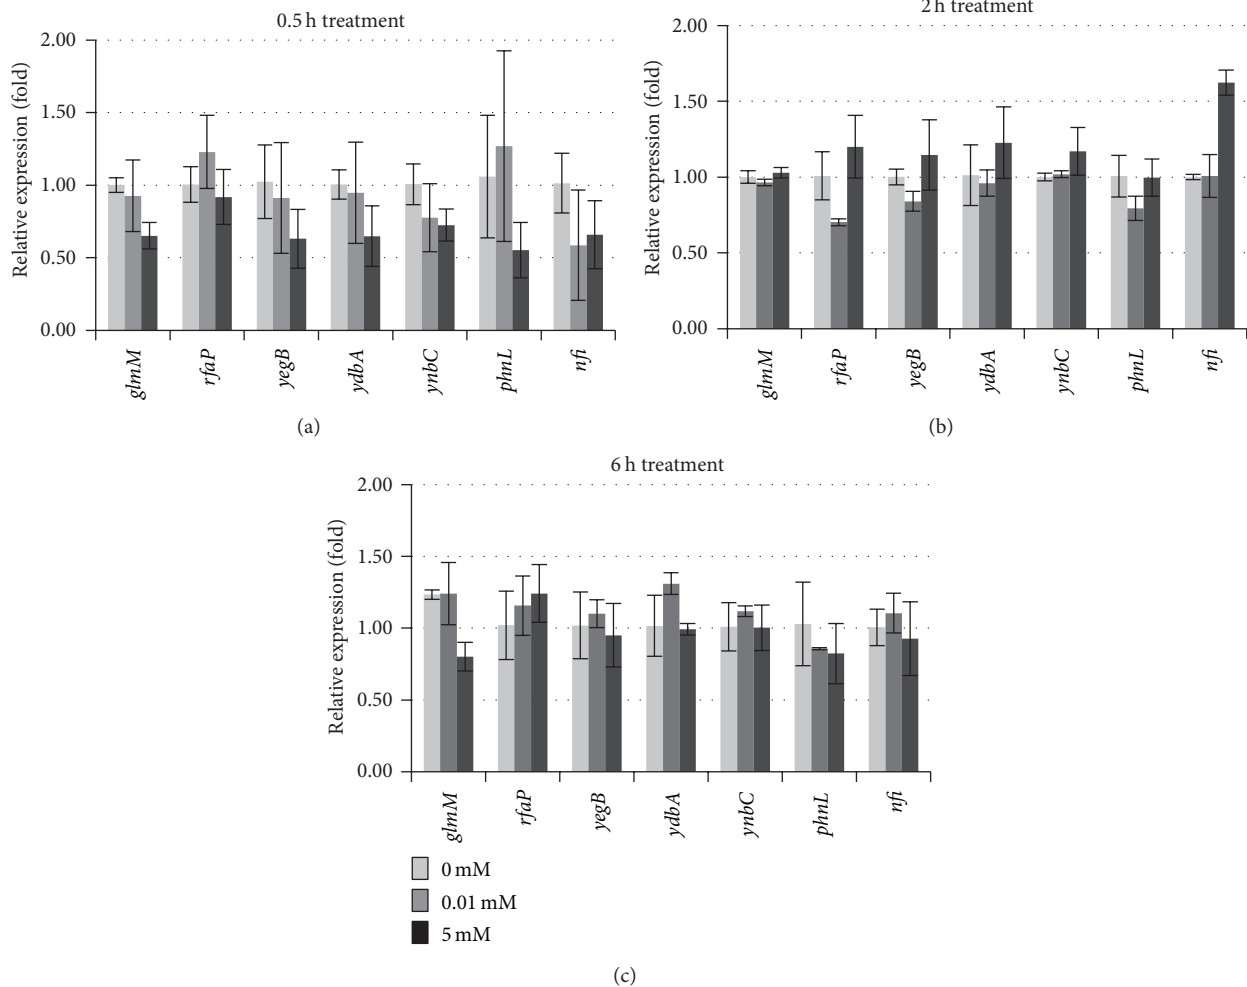 0.5 h treatment
Relative expression (fold)
2.00
1.50
1.00
0.50
0.00
glmM
rfaP
yegB
ydbA
ynbC
phnL
nfi
(a)
2 h treatment
Relative expression (fold)
2.00
1.50
1.00
0.50
0.00
glmM
rfaP
yegB
ydbA
ynbC
phnL
nfi
(b)
6 h treatment
Relative expression (fold)
2.00
1.50
1.00
0.50
0.00
glmM
rfaP
yegB
ydbA
ynbC
phnL
nfi
0 mM
0.01 mM
5 mM
(c)